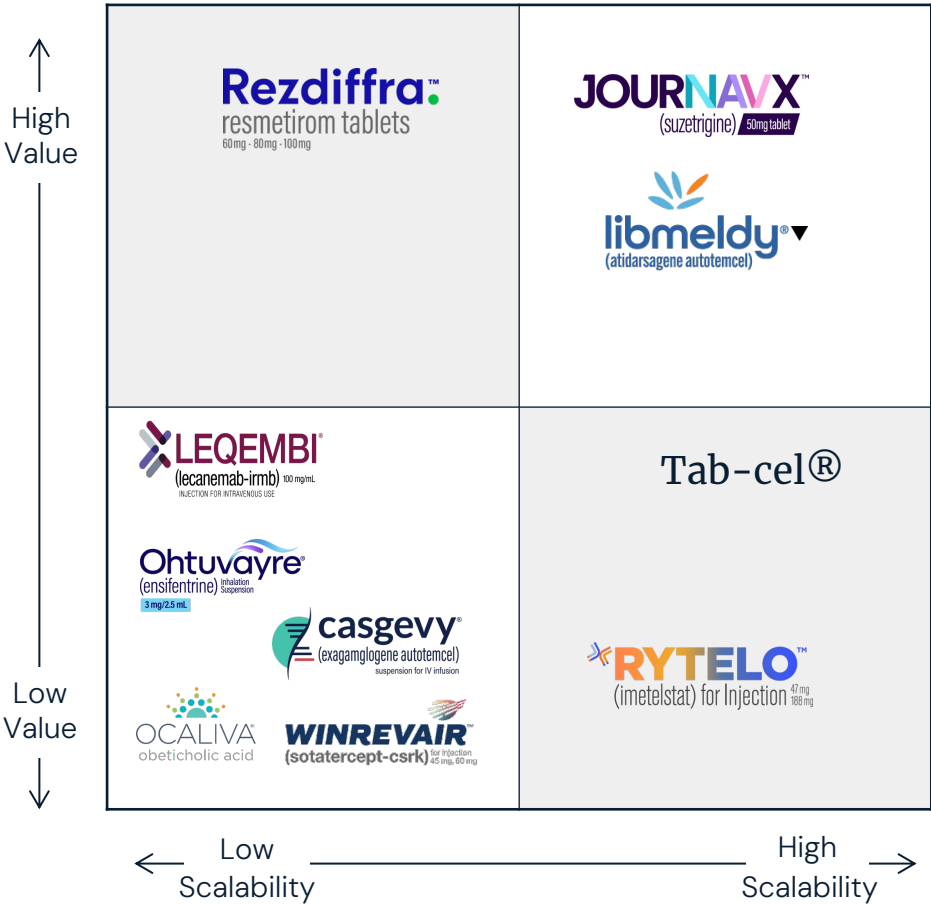 High
Value
Rezdiffra™
resmetirom tablets
60mg · 80mg · 100mg
JOURNAVX™
(suzetrigine) 50mg tablet
libmeldy®▼
(atidarsagene autotemcel)
LEQEMBI®
(lecanemab-irmb) 100 mg/mL
INJECTION FOR INTRAVENOUS USE
Tab-cel®
Ohtuvayre®
(ensifentrine) Inhalation
Suspension
3 mg/2.5 mL
casgevy®
(exagamglogene autotemcel)
suspension for IV infusion
RYTELO™
(imetelstat) for Injection 47 mg
188 mg
Low
Value
OCALIVA®
obeticholic acid
WINREVAIR™
(sotatercept-csrk) for injection
45 mg, 60 mg
Low
Scalability
High
Scalability